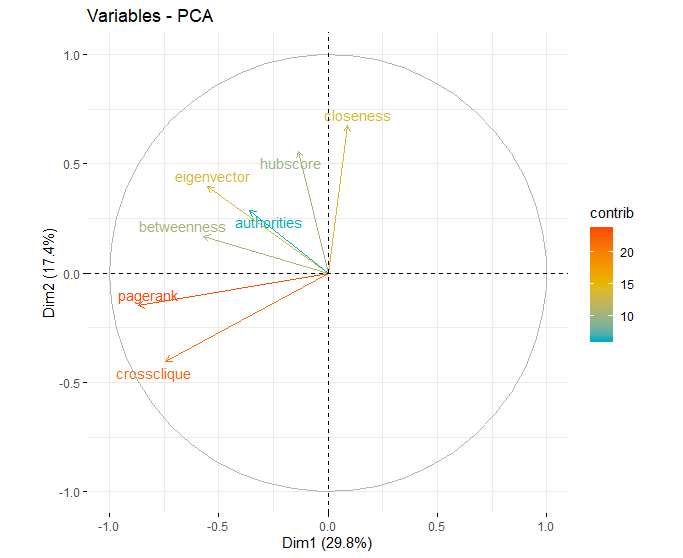 Variables - PCA
1.0
0.5
0.0
-0.5
-1.0
Dim2 (17.4%)
closeness
hubscore
eigenvector
authorities
betweenness
pagerank
crossclique
-1.0
-0.5
0.0
0.5
1.0
Dim1 (29.8%)
contrib
20
15
10